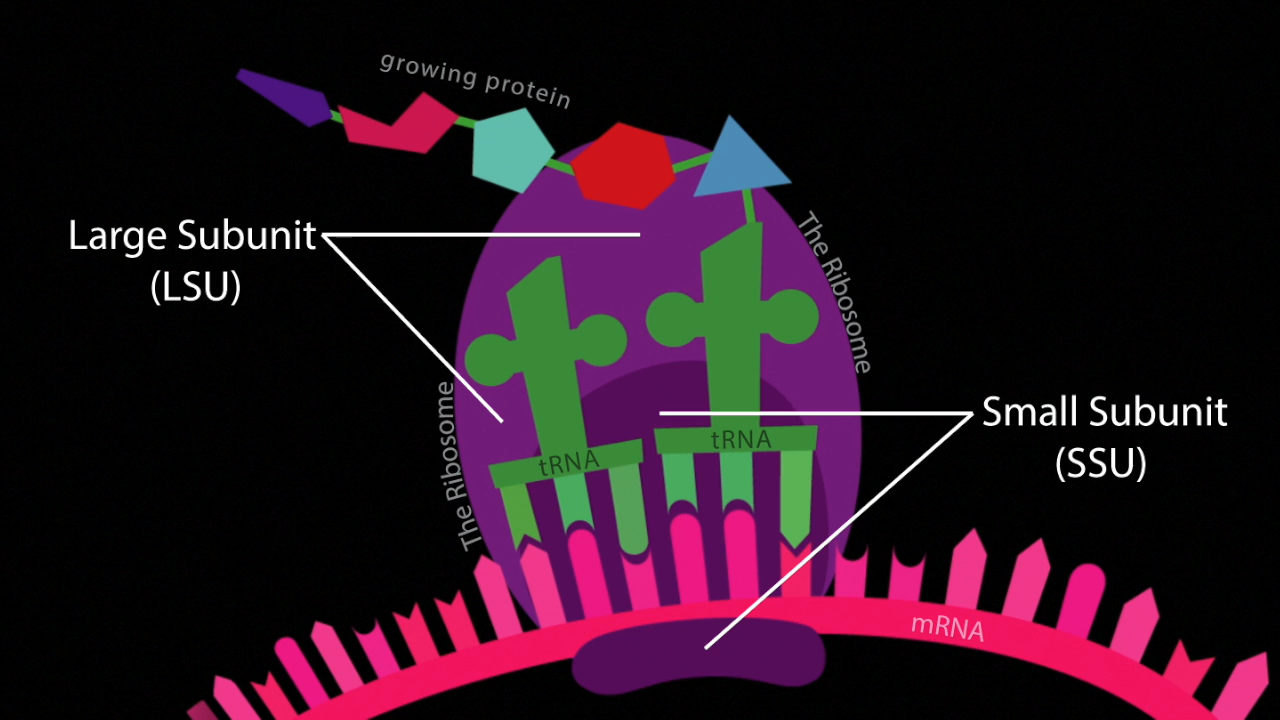 growing protein
Large Subunit
(LSU)
The Ribosome
The Ribosome
Small Subunit
(SSU)
tRNA
tRNA
mRNA